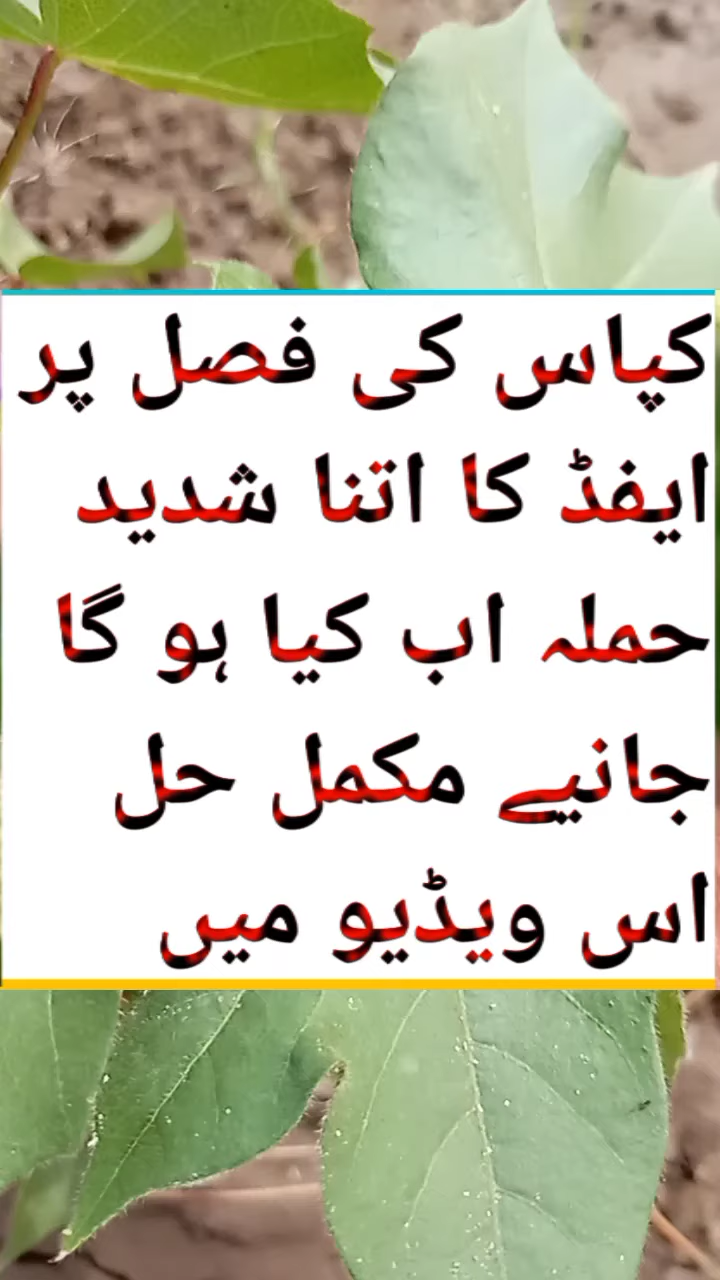 کپاس کی فصل پر
ایفڈ کا اتنا شدید
حملہ اب کیا ہو گا
جانیے مکمل حل
اس ویڈیو میں